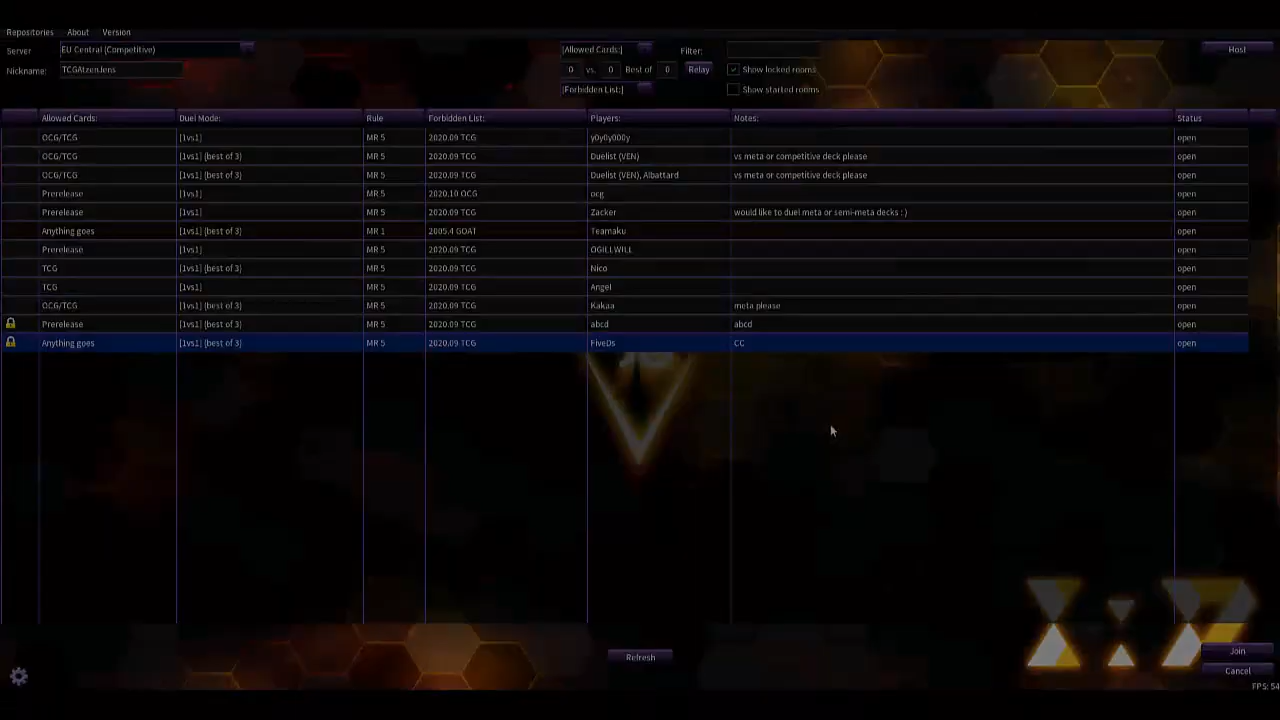 Repositories About Version
Server EU Central (Competitive) [Allowed Cards:] Filter: Host
Nickname: TCGAtzenJens 0 vs. 0 Best of 0 Relay Show locked rooms
[Forbidden List:] Show started rooms
Allowed Cards: Duel Mode: Rule Forbidden List: Players: Notes: Status
OCG/TCG [1vs1] MR 5 2020.09 TCG y0y0y000y open
OCG/TCG [1vs1] (best of 3) MR 5 2020.09 TCG Duelist (VEN) vs meta or competitive deck please open
OCG/TCG [1vs1] (best of 3) MR 5 2020.09 TCG Duelist (VEN), Albattard vs meta or competitive deck please open
Prerelease [1vs1] MR 5 2020.10 OCG ocg open
Prerelease [1vs1] MR 5 2020.09 TCG Zacker would like to duel meta or semi-meta decks :) open
Anything goes [1vs1] (best of 3) MR 1 2005.4 GOAT Teamaku open
Prerelease [1vs1] MR 5 2020.09 TCG OGILLWILL open
TCG [1vs1] (best of 3) MR 5 2020.09 TCG Nico open
TCG [1vs1] MR 5 2020.09 TCG Angel open
OCG/TCG [1vs1] (best of 3) MR 5 2020.09 TCG Kakaa meta please open
Prerelease [1vs1] (best of 3) MR 5 2020.09 TCG abcd abcd open
Anything goes [1vs1] (best of 3) MR 5 2020.09 TCG FiveDs CC open
Refresh
Join
Cancel
FPS: 54